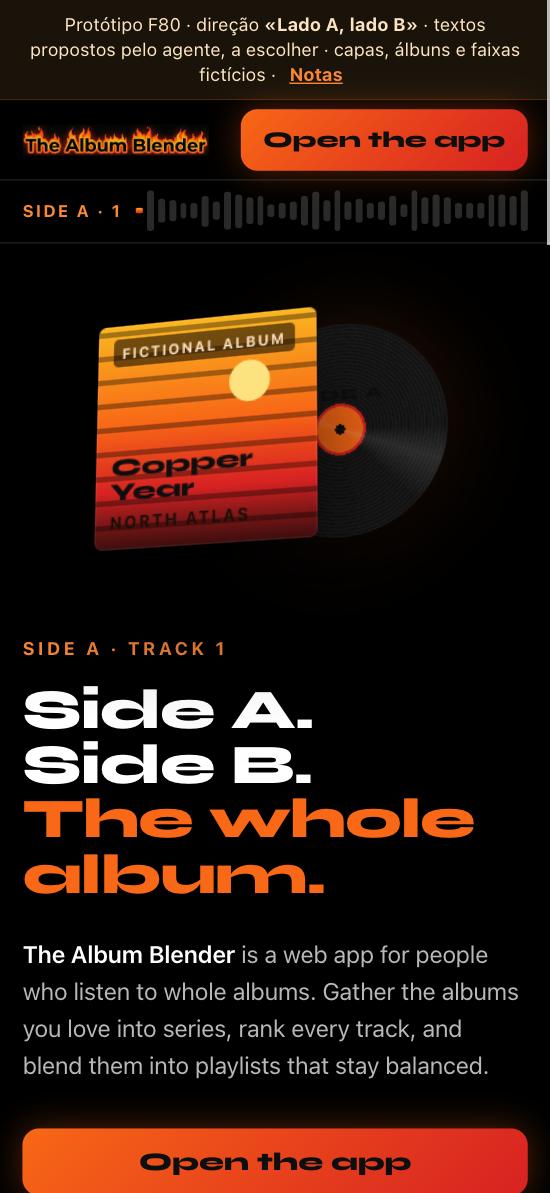 Protótipo F80 · direção «Lado A, lado B» · textos
propostos pelo agente, a escolher · capas, álbuns e faixas
fictícios · Notas
The Album Blender
Open the app
SIDE A · 1
FICTIONAL ALBUM
Copper
Year
NORTH ATLAS
SIDE A · TRACK 1
Side A.
Side B.
The whole
album.
The Album Blender is a web app for people
who listen to whole albums. Gather the albums
you love into series, rank every track, and
blend them into playlists that stay balanced.
Open the app